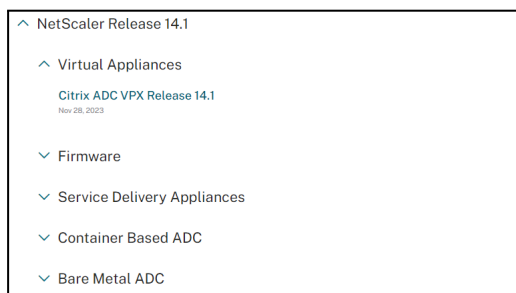 NetScaler Release 14.1
Virtual Appliances
Citrix ADC VPX Release 14.1
Nov 28, 2023
Firmware
Service Delivery Appliances
Container Based ADC
Bare Metal ADC